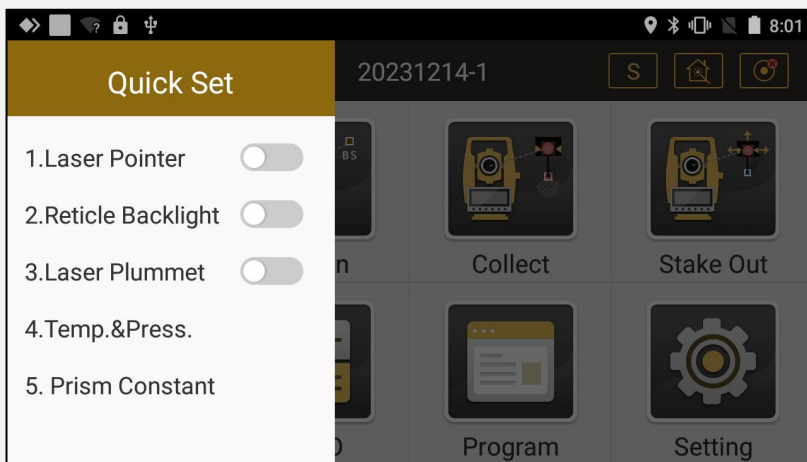 8:01
Quick Set
20231214-1
S
1.Laser Pointer
BS
2.Reticle Backlight
3.Laser Plummet
n
Collect
Stake Out
4.Temp.&Press.
5. Prism Constant
Program
Setting